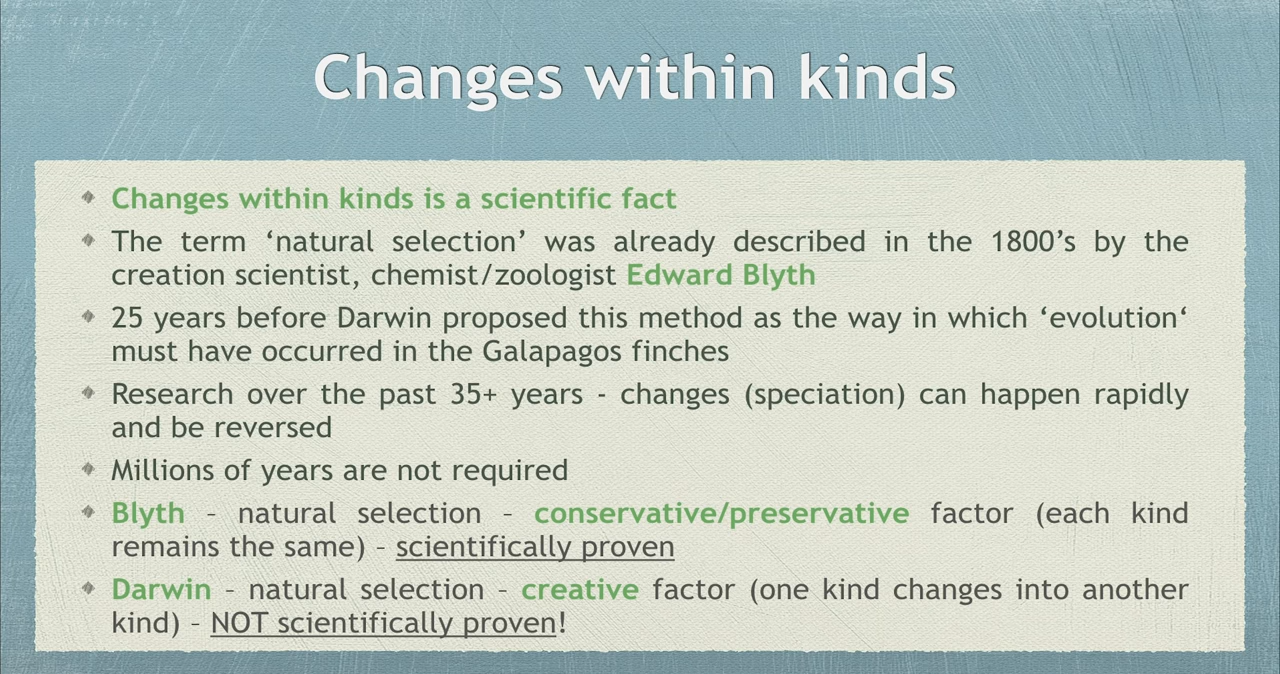 Changes within kinds
Changes within kinds is a scientific fact
The term ‘natural selection’ was already described in the 1800’s by the
creation scientist, chemist/zoologist Edward Blyth
25 years before Darwin proposed this method as the way in which ‘evolution‘
must have occurred in the Galapagos finches
Research over the past 35+ years - changes (speciation) can happen rapidly
and be reversed
Millions of years are not required
Blyth – natural selection – conservative/preservative factor (each kind
remains the same) – scientifically proven
Darwin – natural selection – creative factor (one kind changes into another
kind) – NOT scientifically proven!